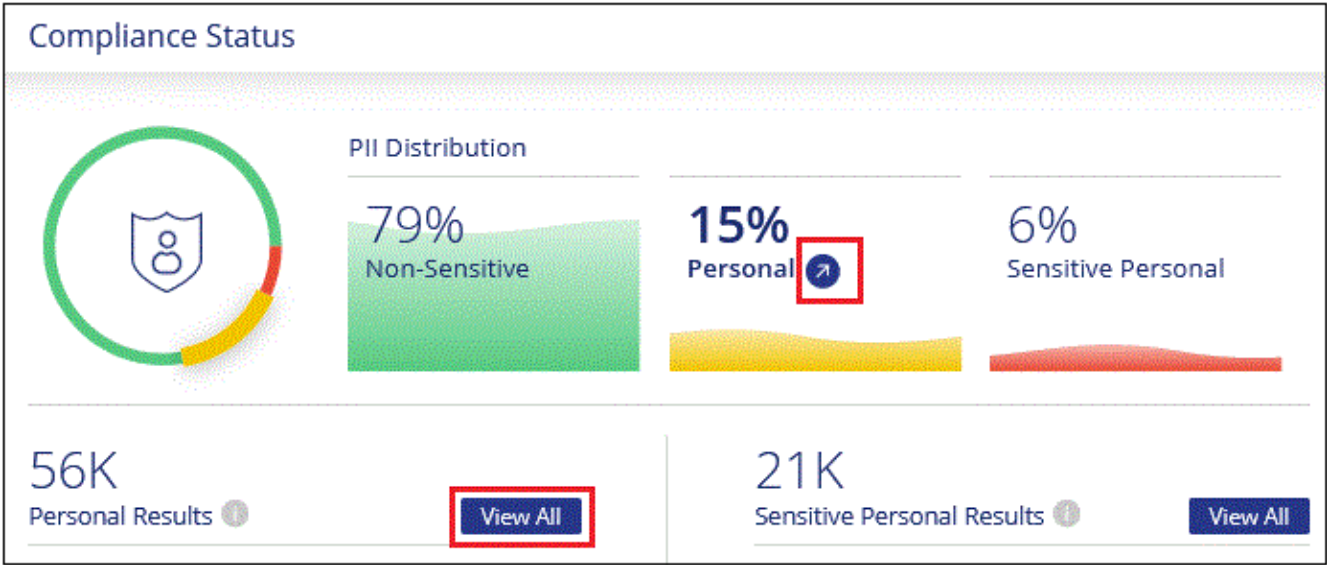 Compliance Status
PII Distribution
79%
Non-Sensitive
15%
Personal
6%
Sensitive Personal
56K
Personal Results
View All
21K
Sensitive Personal Results
View All